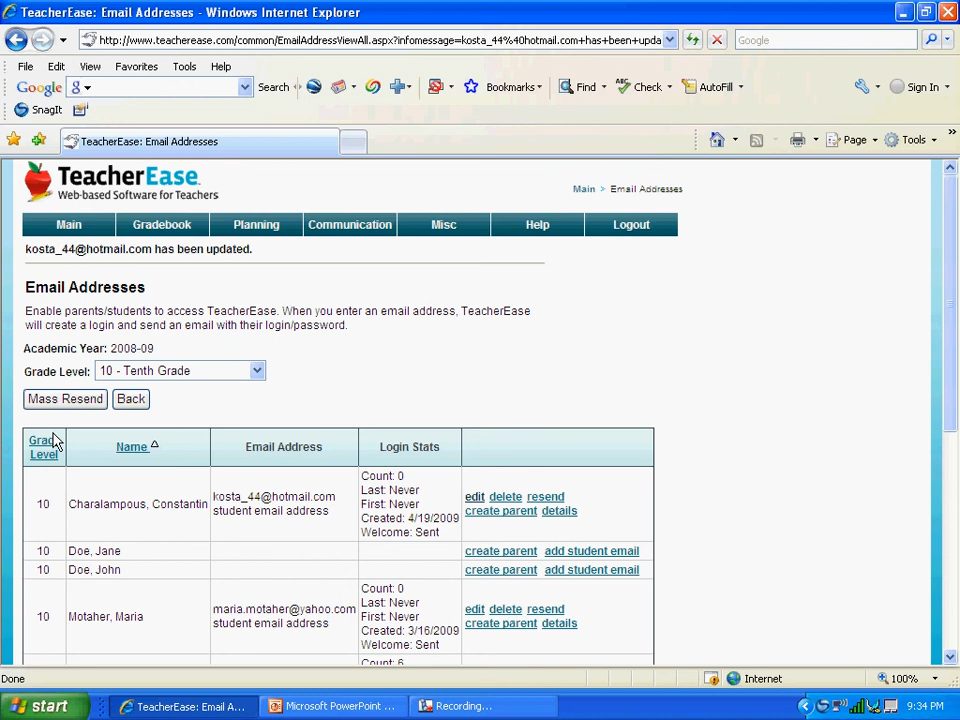 TeacherEase: Email Addresses - Windows Internet Explorer
http://www.teacherease.com/common/EmailAddressViewAll.aspx?infomessage=kosta_44%40hotmail.com+has+been+upda
Google
File Edit View Favorites Tools Help
Google g Search Bookmarks Find Check AutoFill Sign In
SnagIt
TeacherEase: Email Addresses
Page Tools
TeacherEase
Web-based Software for Teachers
Main > Email Addresses
Main Gradebook Planning Communication Misc Help Logout
kosta_44@hotmail.com has been updated.
Email Addresses
Enable parents/students to access TeacherEase. When you enter an email address, TeacherEase
will create a login and send an email with their login/password.
Academic Year: 2008-09
Grade Level: 10 - Tenth Grade
Mass Resend Back
Grade Level Name Email Address Login Stats
10 Charalampous, Constantin kosta_44@hotmail.com student email address
Count: 0
Last: Never
First: Never
Created: 4/19/2009
Welcome: Sent
edit delete resend
create parent details
10 Doe, Jane create parent add student email
10 Doe, John create parent add student email
10 Motaher, Maria maria.motaher@yahoo.com student email address
Count: 0
Last: Never
First: Never
Created: 3/16/2009
Welcome: Sent
edit delete resend
create parent details
Count: 6
Done Internet 100%
start TeacherEase: Email A... Microsoft PowerPoint ... Recording... 9:34 PM